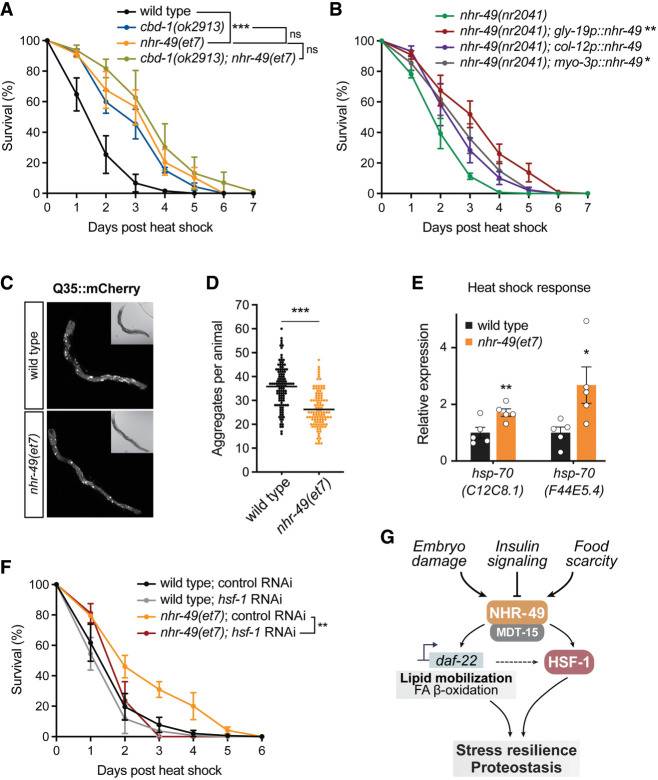 A
wild type
cbd-1(ok2913)
nhr-49(et7)
cbd-1(ok2913); nhr-49(et7)
***
ns
ns
Survival (%)
100
80
60
40
20
0
0 1 2 3 4 5 6 7
Days post heat shock
B
nhr-49(nr2041)
nhr-49(nr2041); gly-19p::nhr-49 **
nhr-49(nr2041); col-12p::nhr-49
nhr-49(nr2041); myo-3p::nhr-49 *
Survival (%)
100
80
60
40
20
0
0 1 2 3 4 5 6 7
Days post heat shock
C
Q35::mCherry
wild type
nhr-49(et7)
D
***
Aggregates per animal
70
60
50
40
30
20
10
0
wild type
nhr-49(et7)
E
Heat shock response
wild type
nhr-49(et7)
Relative expression
4
2
0
**
*
hsp-70
(C12C8.1)
hsp-70
(F44E5.4)
F
wild type; control RNAi
wild type; hsf-1 RNAi
nhr-49(et7); control RNAi
nhr-49(et7); hsf-1 RNAi
**
Survival (%)
100
80
60
40
20
0
0 1 2 3 4 5 6
Days post heat shock
G
Embryo
damage
Insulin
signaling
Food
scarcity
NHR-49
MDT-15
daf-22
HSF-1
Lipid mobilization
FA β-oxidation
Stress resilience
Proteostasis